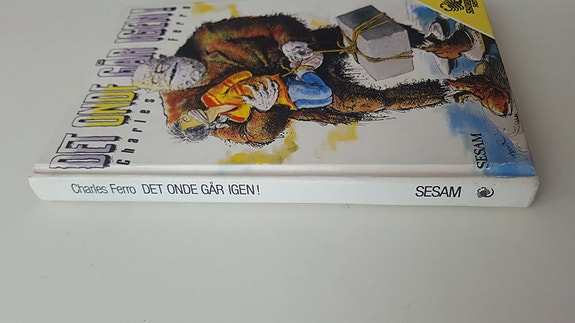 DET ONDE GÅR IGEN!
Charles Ferro
SESAM
Charles Ferro DET ONDE GÅR IGEN! SESAM